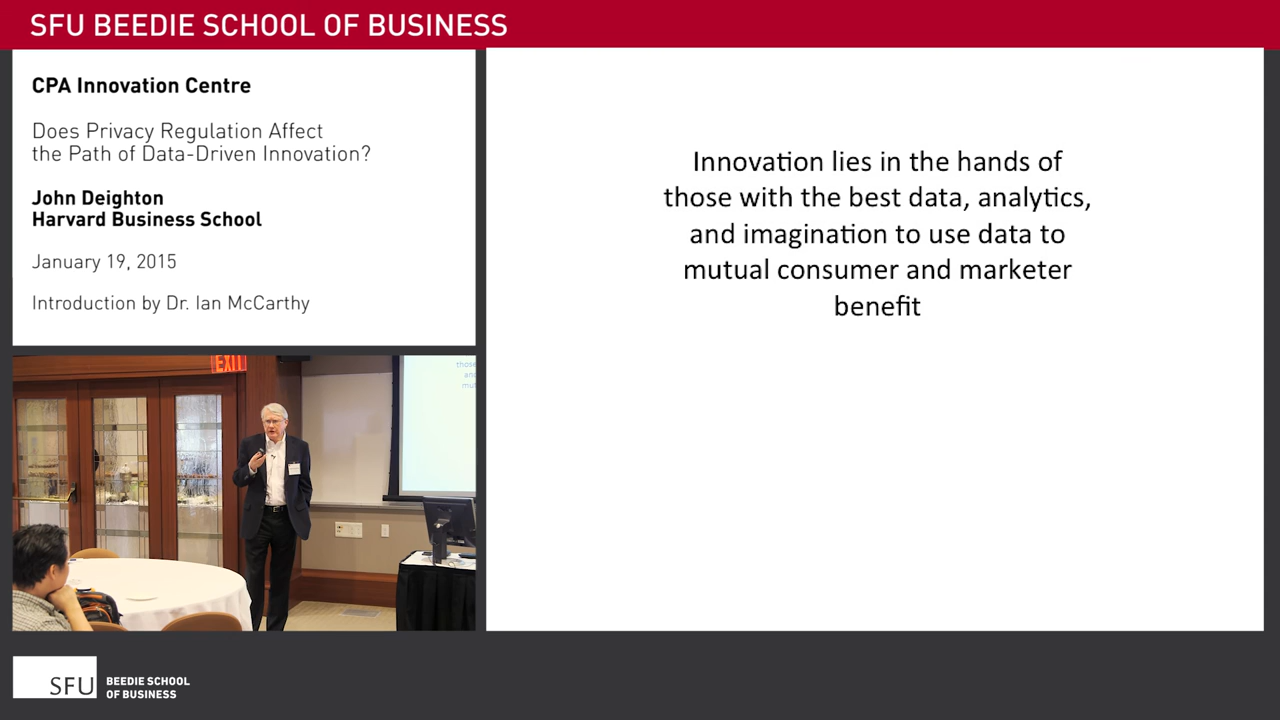 SFU BEEDIE SCHOOL OF BUSINESS
CPA Innovation Centre
Does Privacy Regulation Affect
the Path of Data-Driven Innovation?
John Deighton
Harvard Business School
January 19, 2015
Introduction by Dr. Ian McCarthy
Innovation lies in the hands of
those with the best data, analytics,
and imagination to use data to
mutual consumer and marketer
benefit
EXIT
thos
and
mut
SFU
BEEDIE SCHOOL
OF BUSINESS